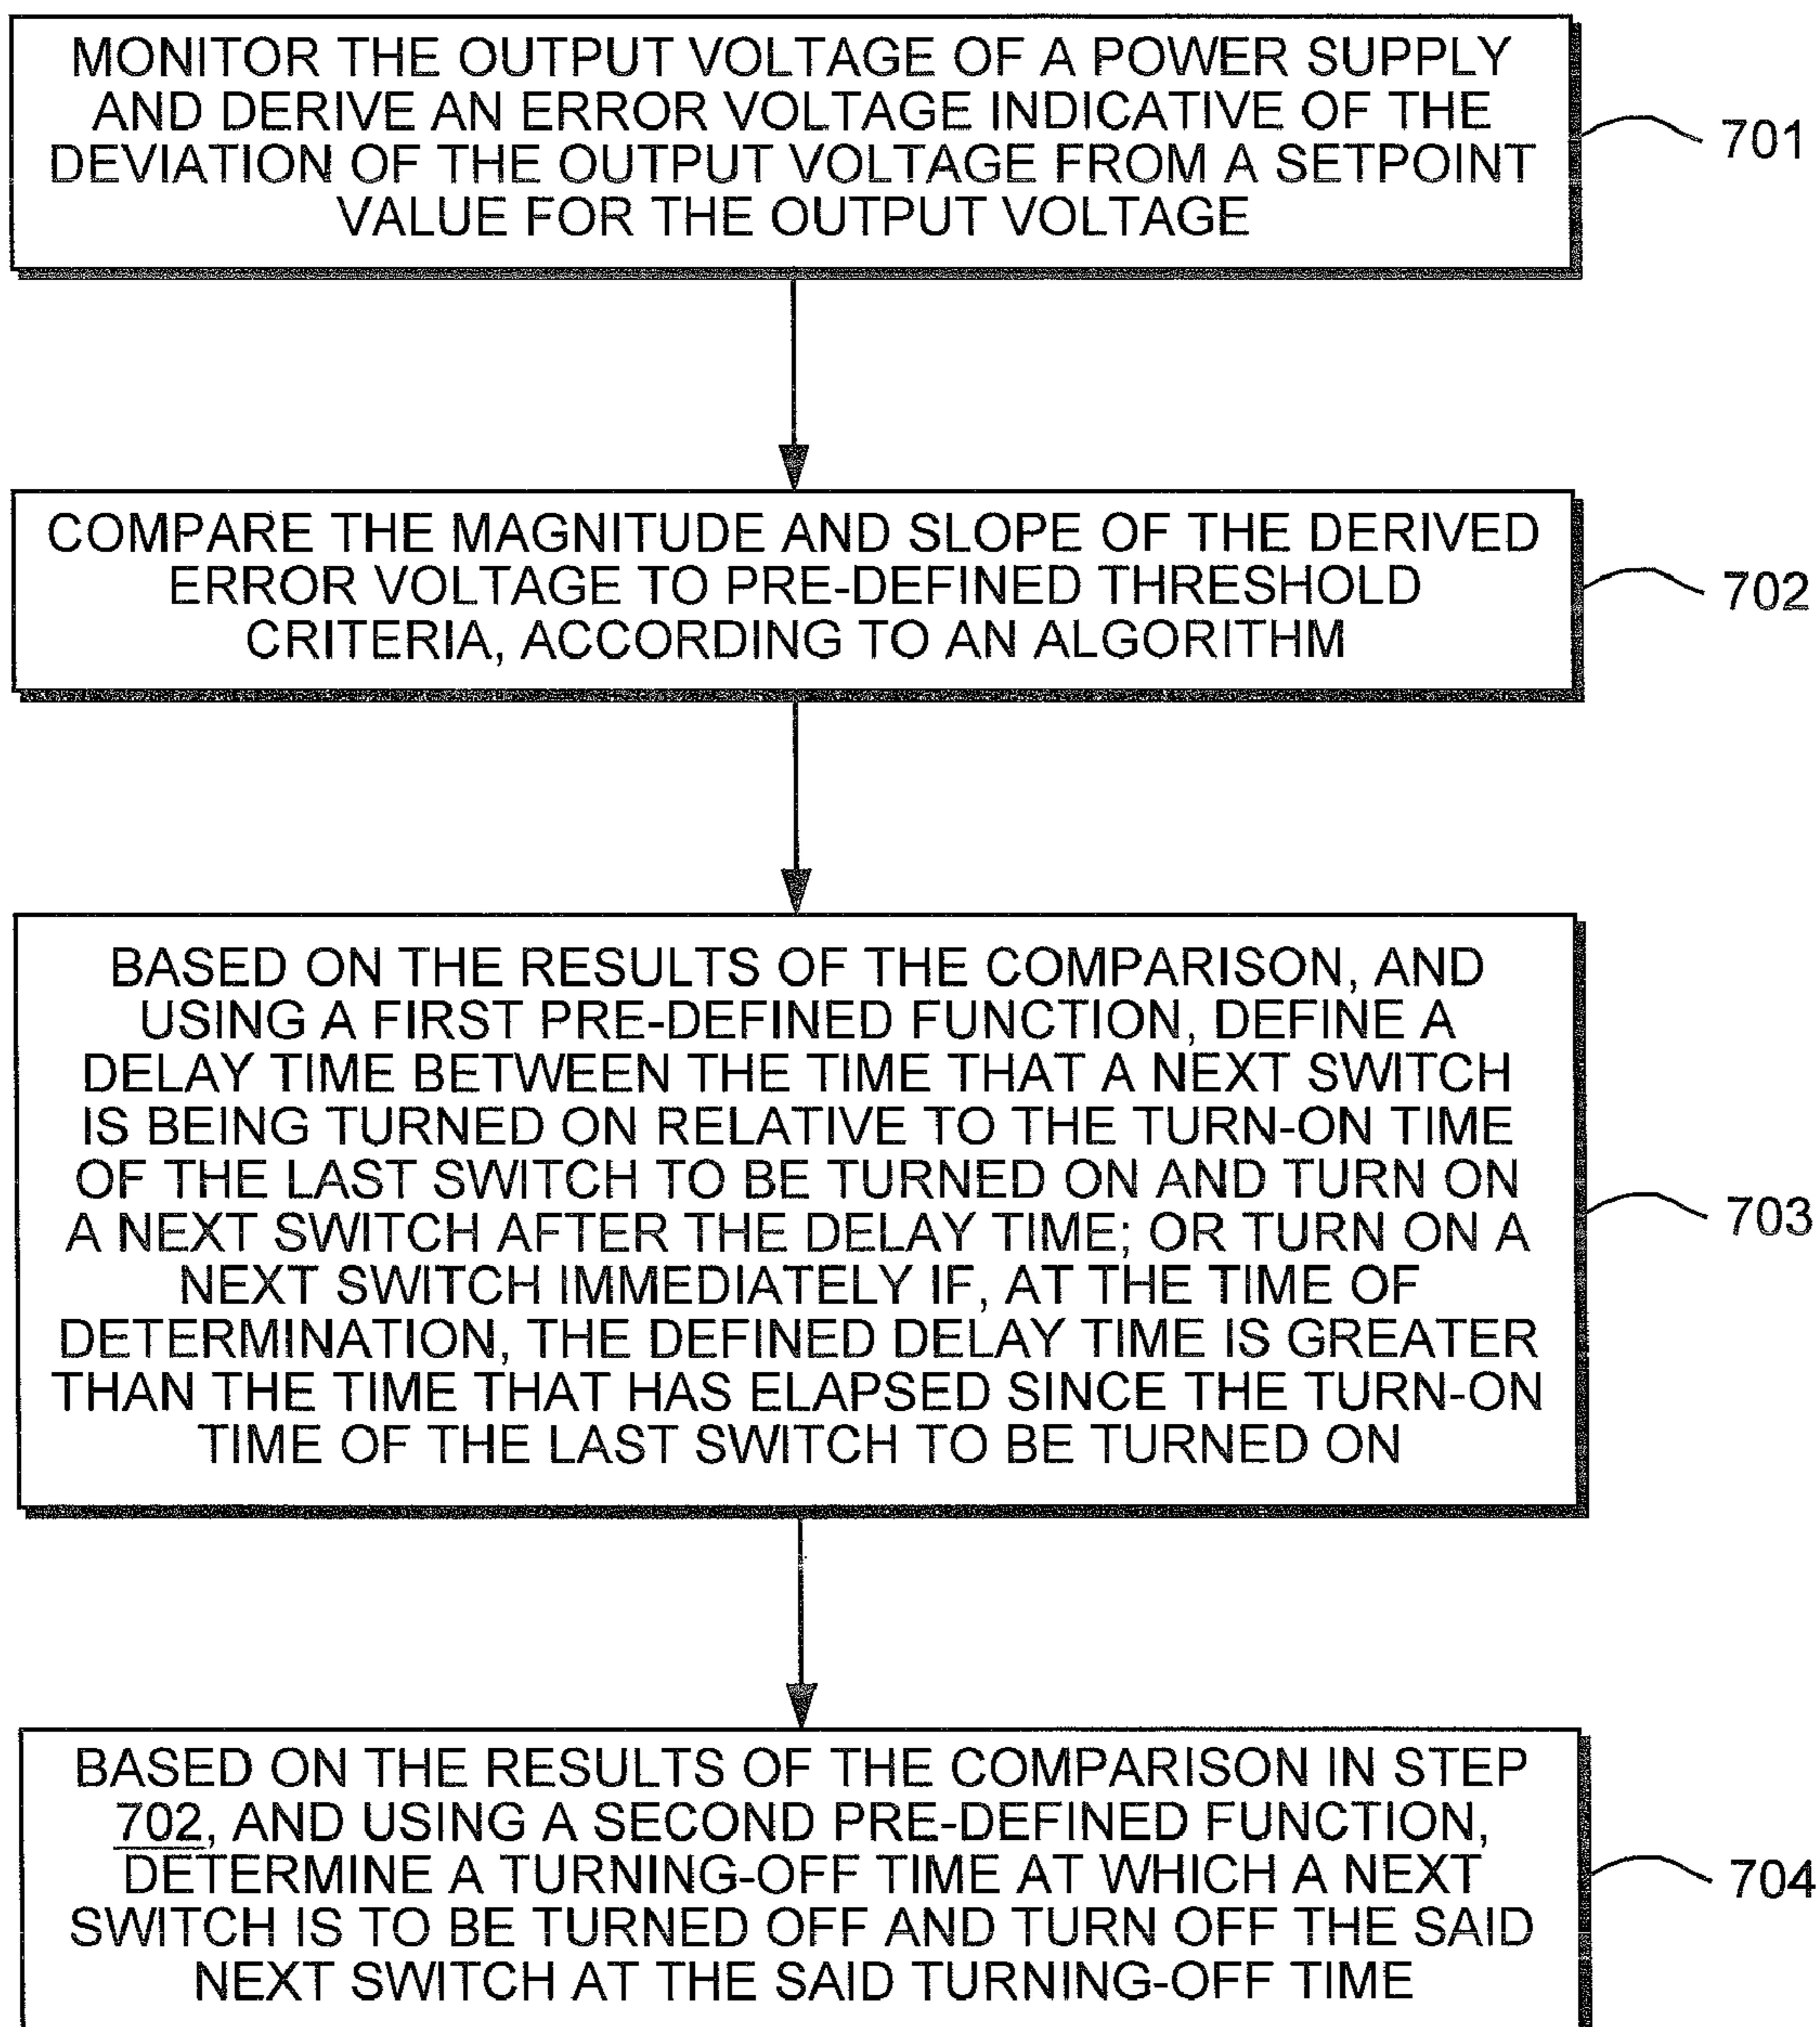 MONITOR THE OUTPUT VOLTAGE OF A POWER SUPPLY
AND DERIVE AN ERROR VOLTAGE INDICATIVE OF THE
DEVIATION OF THE OUTPUT VOLTAGE FROM A SETPOINT
VALUE FOR THE OUTPUT VOLTAGE
701
COMPARE THE MAGNITUDE AND SLOPE OF THE DERIVED
ERROR VOLTAGE TO PRE-DEFINED THRESHOLD
CRITERIA, ACCORDING TO AN ALGORITHM
702
BASED ON THE RESULTS OF THE COMPARISON, AND
USING A FIRST PRE-DEFINED FUNCTION, DEFINE A
DELAY TIME BETWEEN THE TIME THAT A NEXT SWITCH
IS BEING TURNED ON RELATIVE TO THE TURN-ON TIME
OF THE LAST SWITCH TO BE TURNED ON AND TURN ON
A NEXT SWITCH AFTER THE DELAY TIME; OR TURN ON A
NEXT SWITCH IMMEDIATELY IF, AT THE TIME OF
DETERMINATION, THE DEFINED DELAY TIME IS GREATER
THAN THE TIME THAT HAS ELAPSED SINCE THE TURN-ON
TIME OF THE LAST SWITCH TO BE TURNED ON
703
BASED ON THE RESULTS OF THE COMPARISON IN STEP
702, AND USING A SECOND PRE-DEFINED FUNCTION,
DETERMINE A TURNING-OFF TIME AT WHICH A NEXT
SWITCH IS TO BE TURNED OFF AND TURN OFF THE SAID
NEXT SWITCH AT THE SAID TURNING-OFF TIME
704